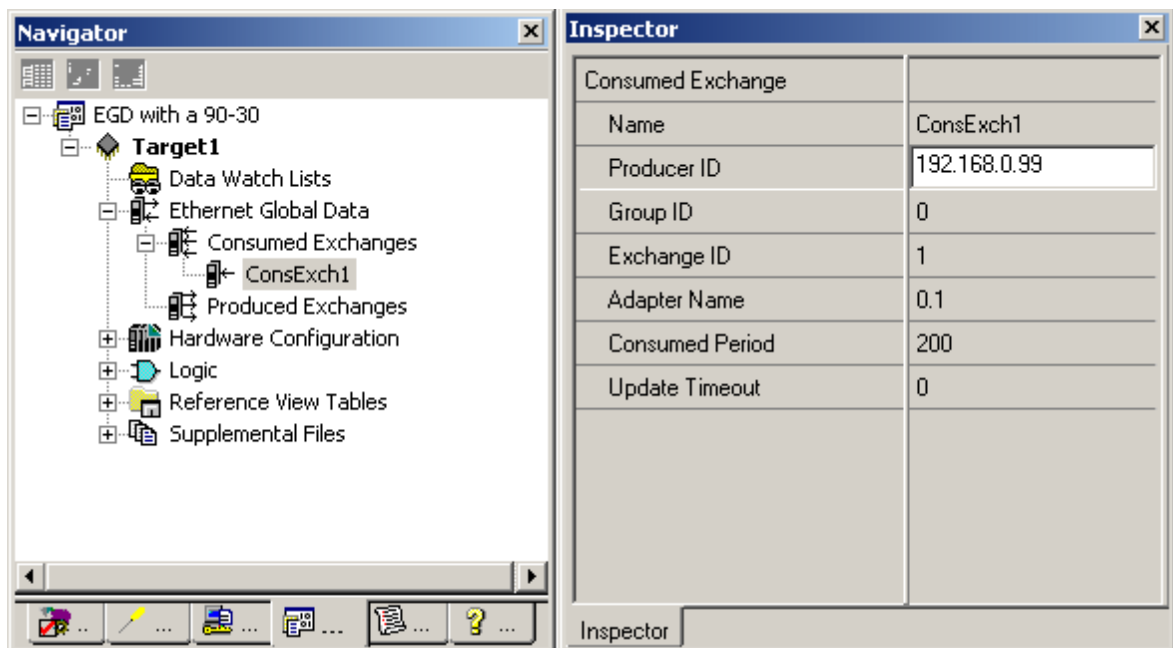 Navigator
EGD with a 90-30
Target1
Data Watch Lists
Ethernet Global Data
Consumed Exchanges
ConsExch1
Produced Exchanges
Hardware Configuration
Logic
Reference View Tables
Supplemental Files
.. ... ... ... ... ...
Inspector
Consumed Exchange
Name ConsExch1
Producer ID 192.168.0.99
Group ID 0
Exchange ID 1
Adapter Name 0.1
Consumed Period 200
Update Timeout 0
Inspector